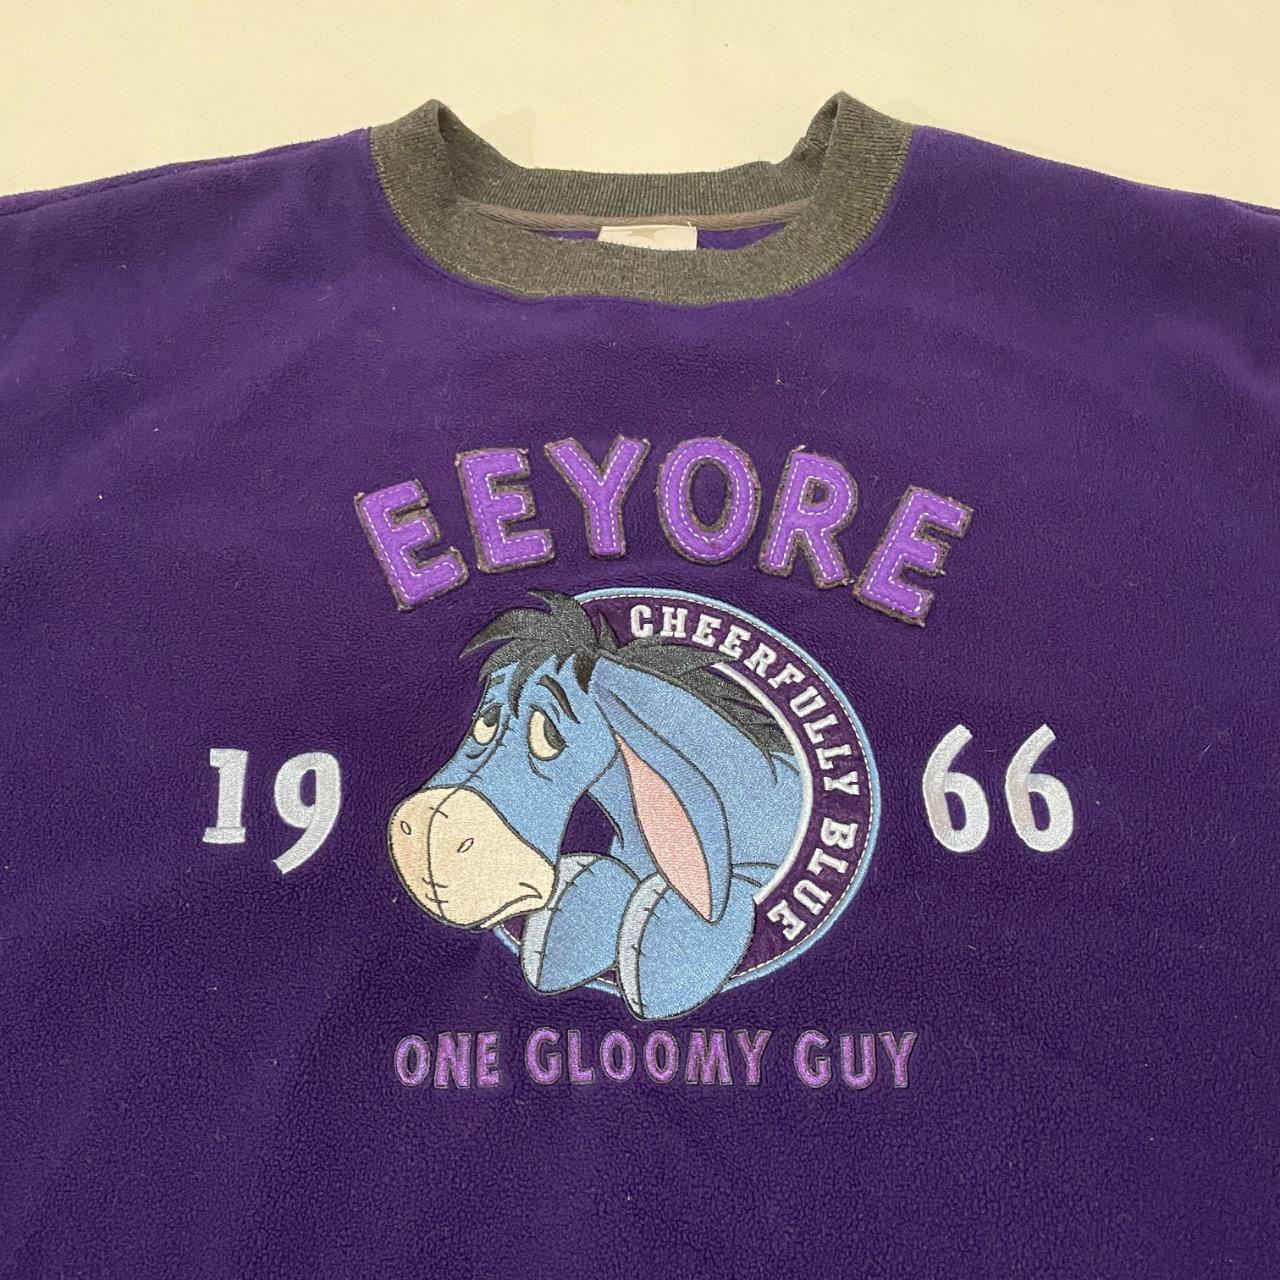 EEYORE
CHEERFULLY BLUE
19 66
ONE GLOOMY GUY